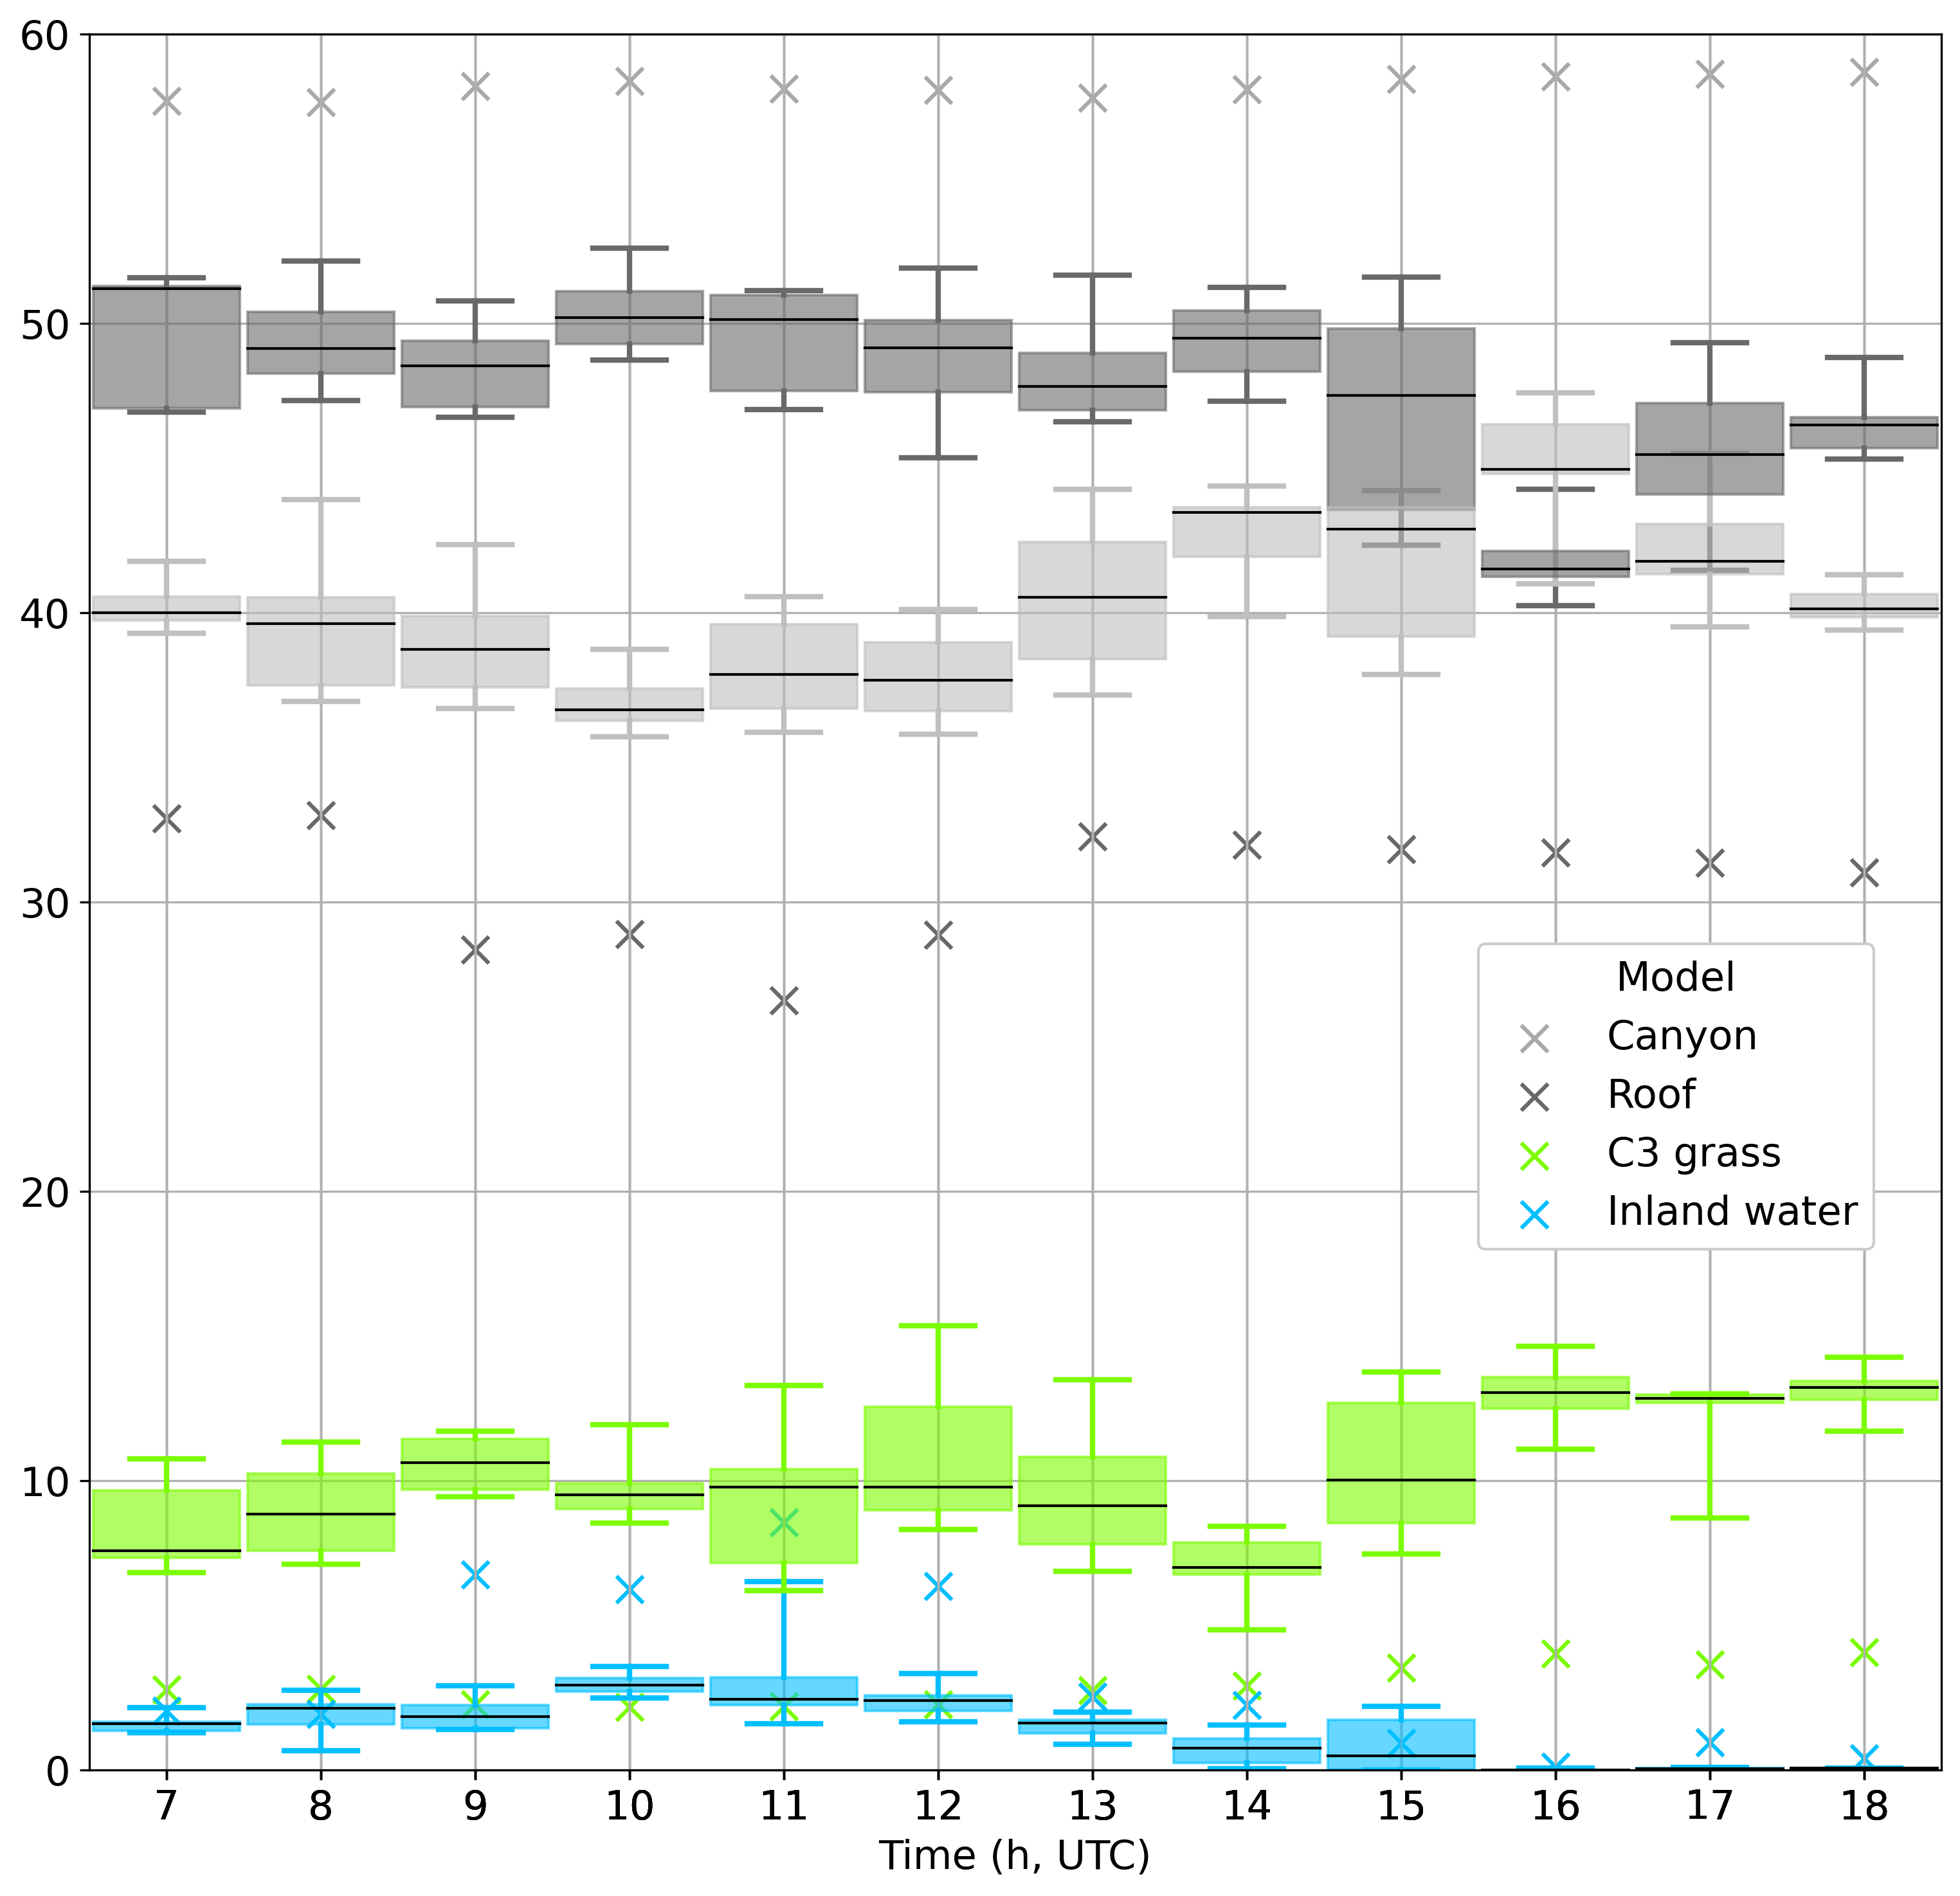 60
50
40
30
20
10
0
Model
Canyon
Roof
C3 grass
Inland water
7 8 9 10 11 12 13 14 15 16 17 18
Time (h, UTC)